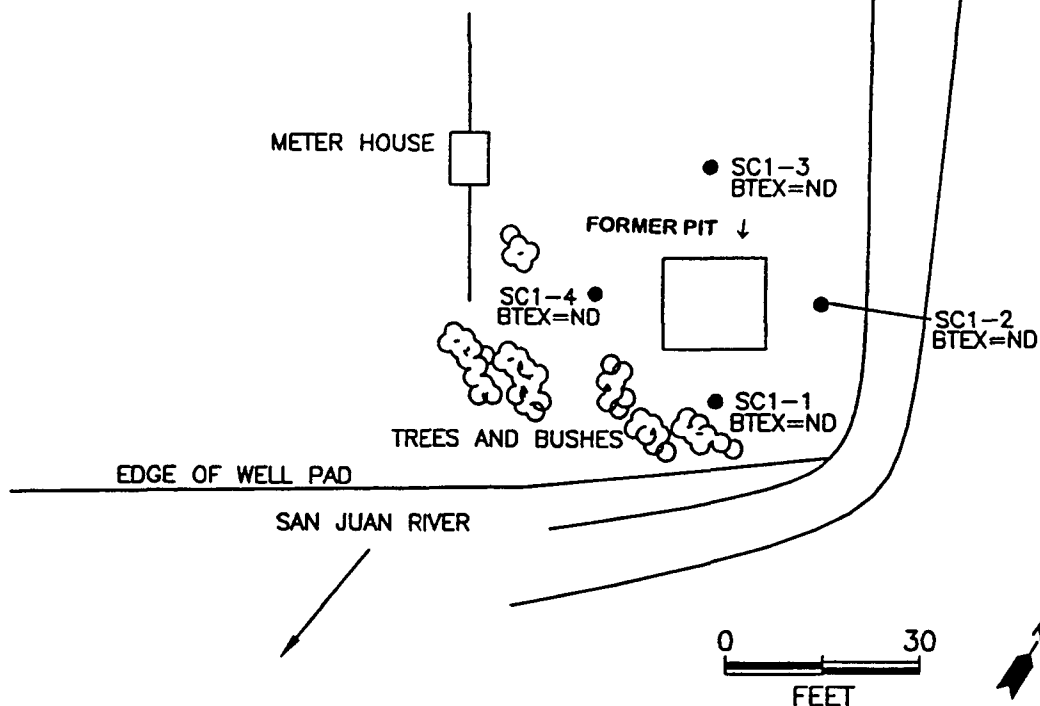 METER HOUSE
SC1-3
BTEX=ND
FORMER PIT
SC1-4
BTEX=ND
SC1-2
BTEX=ND
SC1-1
BTEX=ND
TREES AND BUSHES
EDGE OF WELL PAD
SAN JUAN RIVER
0 30
FEET